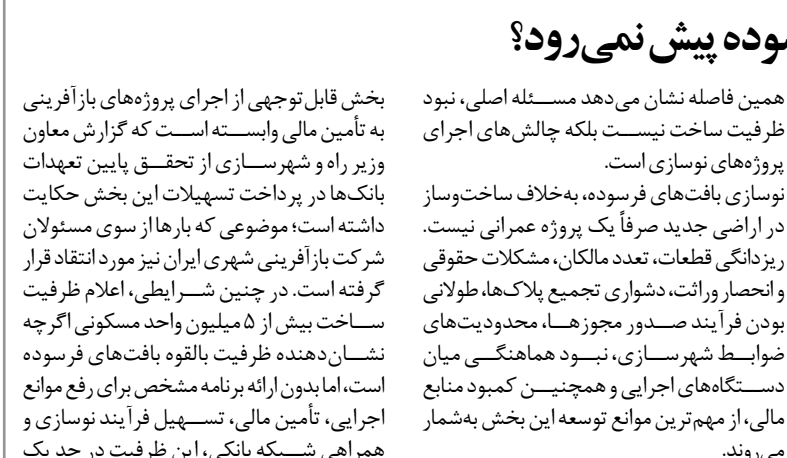 سوده پیش نمی‌رود؟
همین فاصله نشان می‌دهد مسئله اصلی، نبود
ظرفیت ساخت نیست بلکه چالش‌های اجرای
پروژه‌های نوسازی است.
نوسازی بافت‌های فرسوده، به‌خلاف ساخت‌وساز
در اراضی جدید صرفاً یک پروژه عمرانی نیست.
ریزدانگی قطعات، تعدد مالکان، مشکلات حقوقی
و انحصار وراثت، دشواری تجمیع پلاک‌ها، طولانی
بودن فرآیند صدور مجوزها، محدودیت‌های
ضوابط شهرسازی، نبود هماهنگی میان
دستگاه‌های اجرایی و همچنین کمبود منابع
مالی، از مهم‌ترین موانع توسعه این بخش به‌شمار
می‌روند.
بخش قابل‌توجهی از اجرای پروژه‌های بازآفرینی
به تأمین مالی وابسته است که گزارش معاون
وزیر راه و شهرسازی از تحقق پایین تعهدات
بانک‌ها در پرداخت تسهیلات این بخش حکایت
داشته است؛ موضوعی که بارها از سوی مسئولان
شرکت بازآفرینی شهری ایران نیز مورد انتقاد قرار
گرفته است. در چنین شرایطی، اعلام ظرفیت
ساخت بیش از ۵ میلیون واحد مسکونی اگرچه
نشان‌دهنده ظرفیت بالقوه بافت‌های فرسوده
است، اما بدون ارائه برنامه مشخص برای رفع موانع
اجرایی، تأمین مالی، تسهیل فرآیند نوسازی و
همراهی شبکه بانکی، این ظرفیت در حد یک